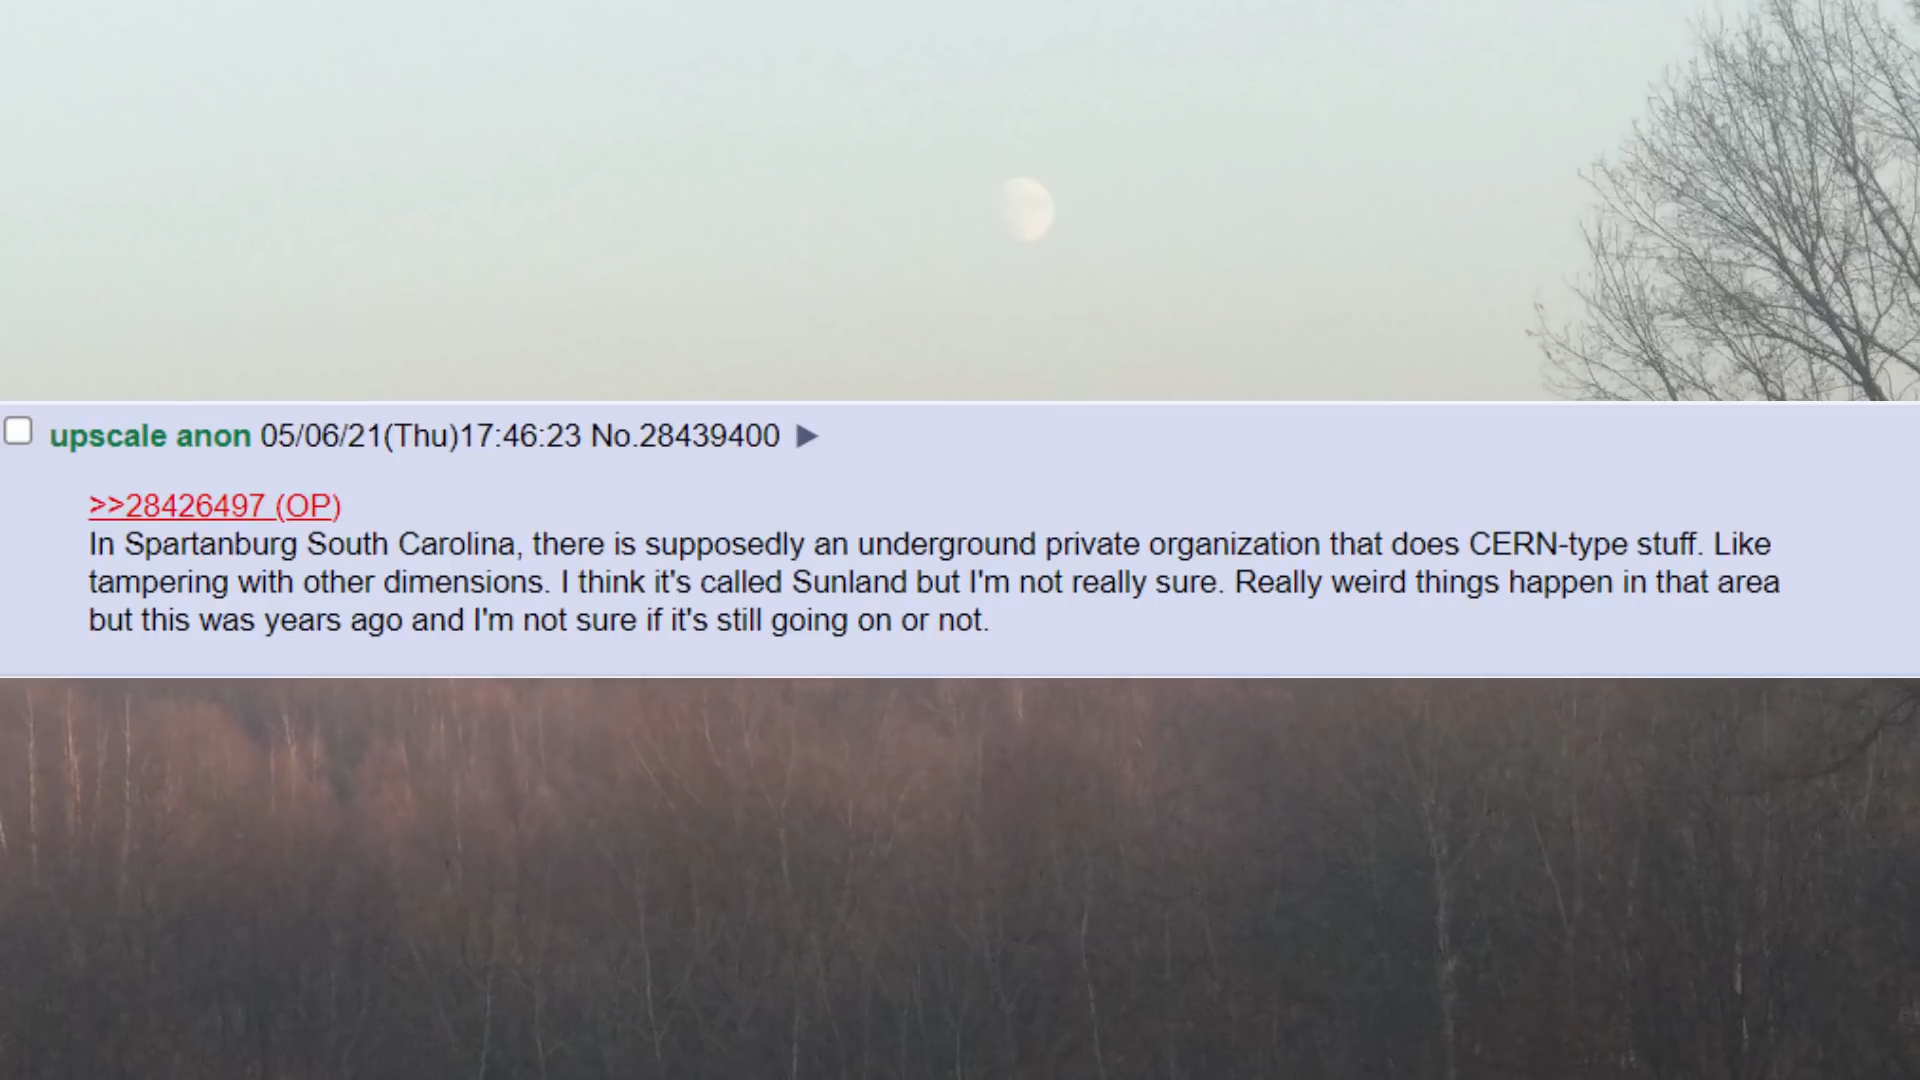 upscale anon 05/06/21(Thu)17:46:23 No.28439400 ▶
>>28426497 (OP)
In Spartanburg South Carolina, there is supposedly an underground private organization that does CERN-type stuff. Like
tampering with other dimensions. I think it's called Sunland but I'm not really sure. Really weird things happen in that area
but this was years ago and I'm not sure if it's still going on or not.